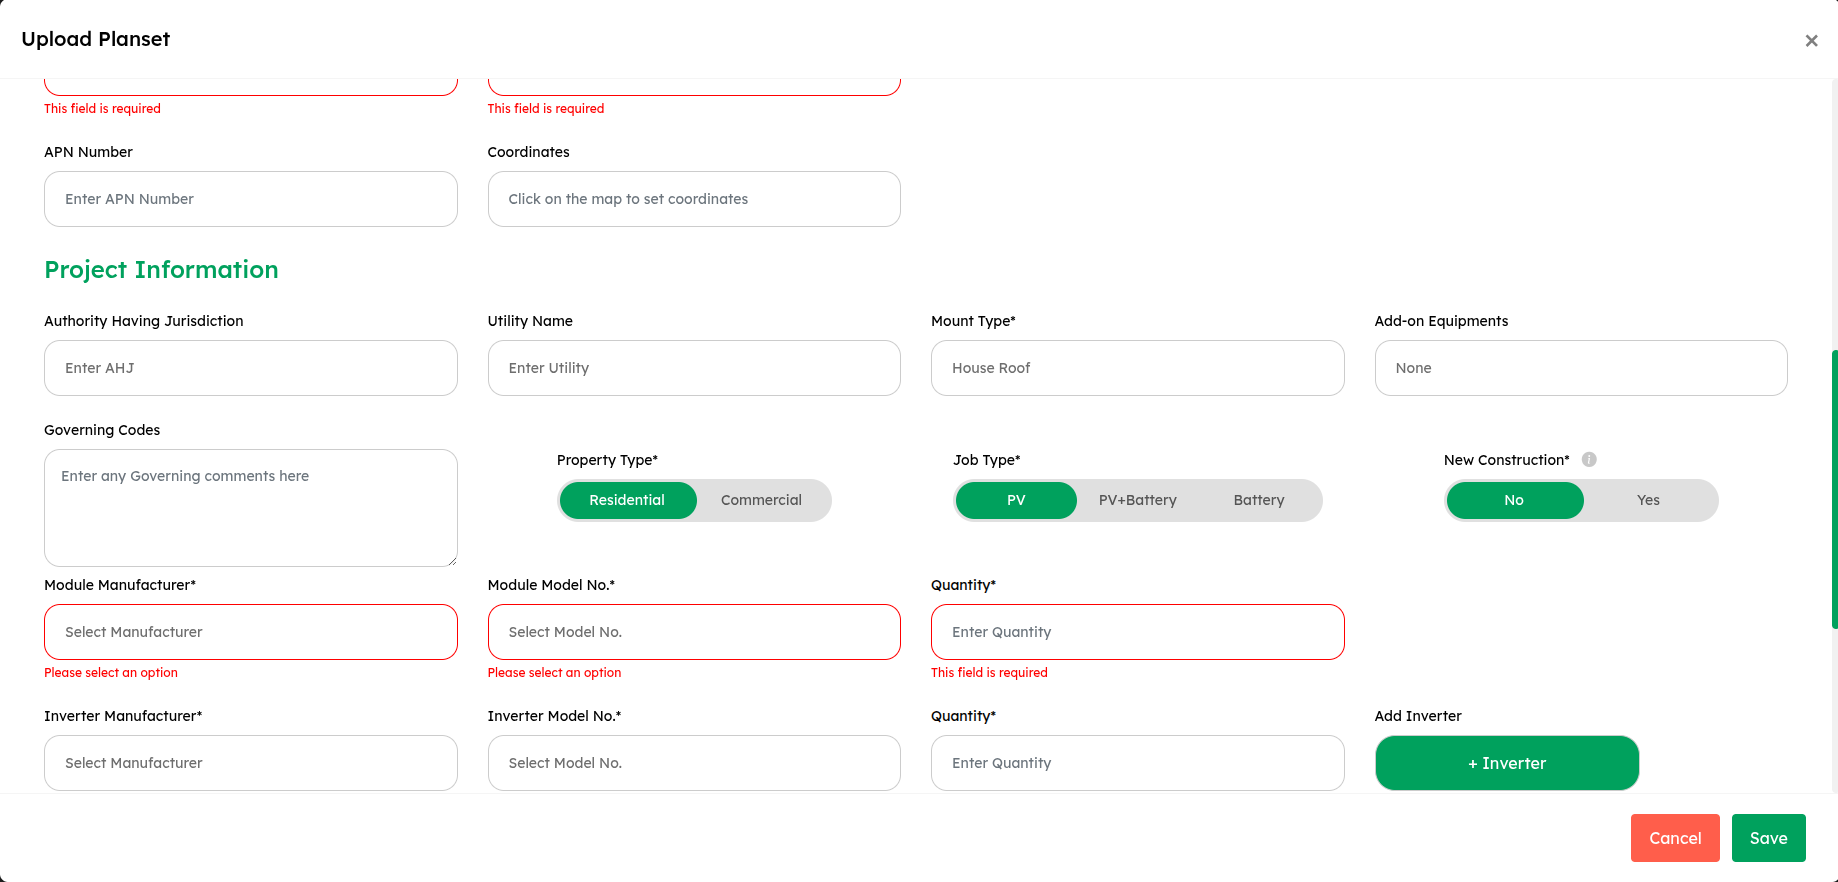 Upload Planset
×
This field is required
This field is required
APN Number
Coordinates
Enter APN Number
Click on the map to set coordinates
Project Information
Authority Having Jurisdiction
Utility Name
Mount Type*
Add-on Equipments
Enter AHJ
Enter Utility
House Roof
None
Governing Codes
Enter any Governing comments here
Property Type*
Job Type*
New Construction*
i
Residential
Commercial
PV
PV+Battery
Battery
No
Yes
Module Manufacturer*
Module Model No.*
Quantity*
Select Manufacturer
Select Model No.
Enter Quantity
Please select an option
Please select an option
This field is required
Inverter Manufacturer*
Inverter Model No.*
Quantity*
Add Inverter
Select Manufacturer
Select Model No.
Enter Quantity
+ Inverter
Cancel
Save